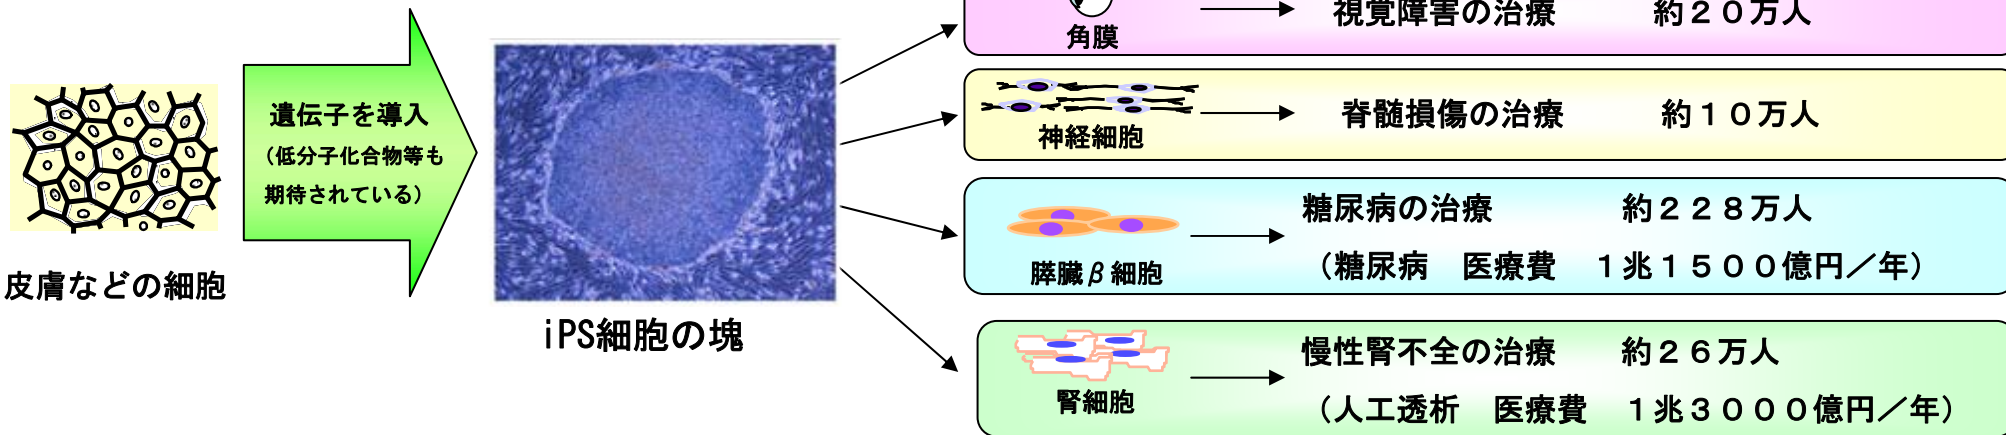 皮膚などの細胞
遺伝子を導入
（低分子化合物等も
期待されている）
iPS細胞の塊
角膜
視覚障害の治療　約２０万人
神経細胞
脊髄損傷の治療　約１０万人
膵臓β細胞
糖尿病の治療　約２２８万人
（糖尿病　医療費　１兆１５００億円／年）
腎細胞
慢性腎不全の治療　約２６万人
（人工透析　医療費　１兆３０００億円／年）